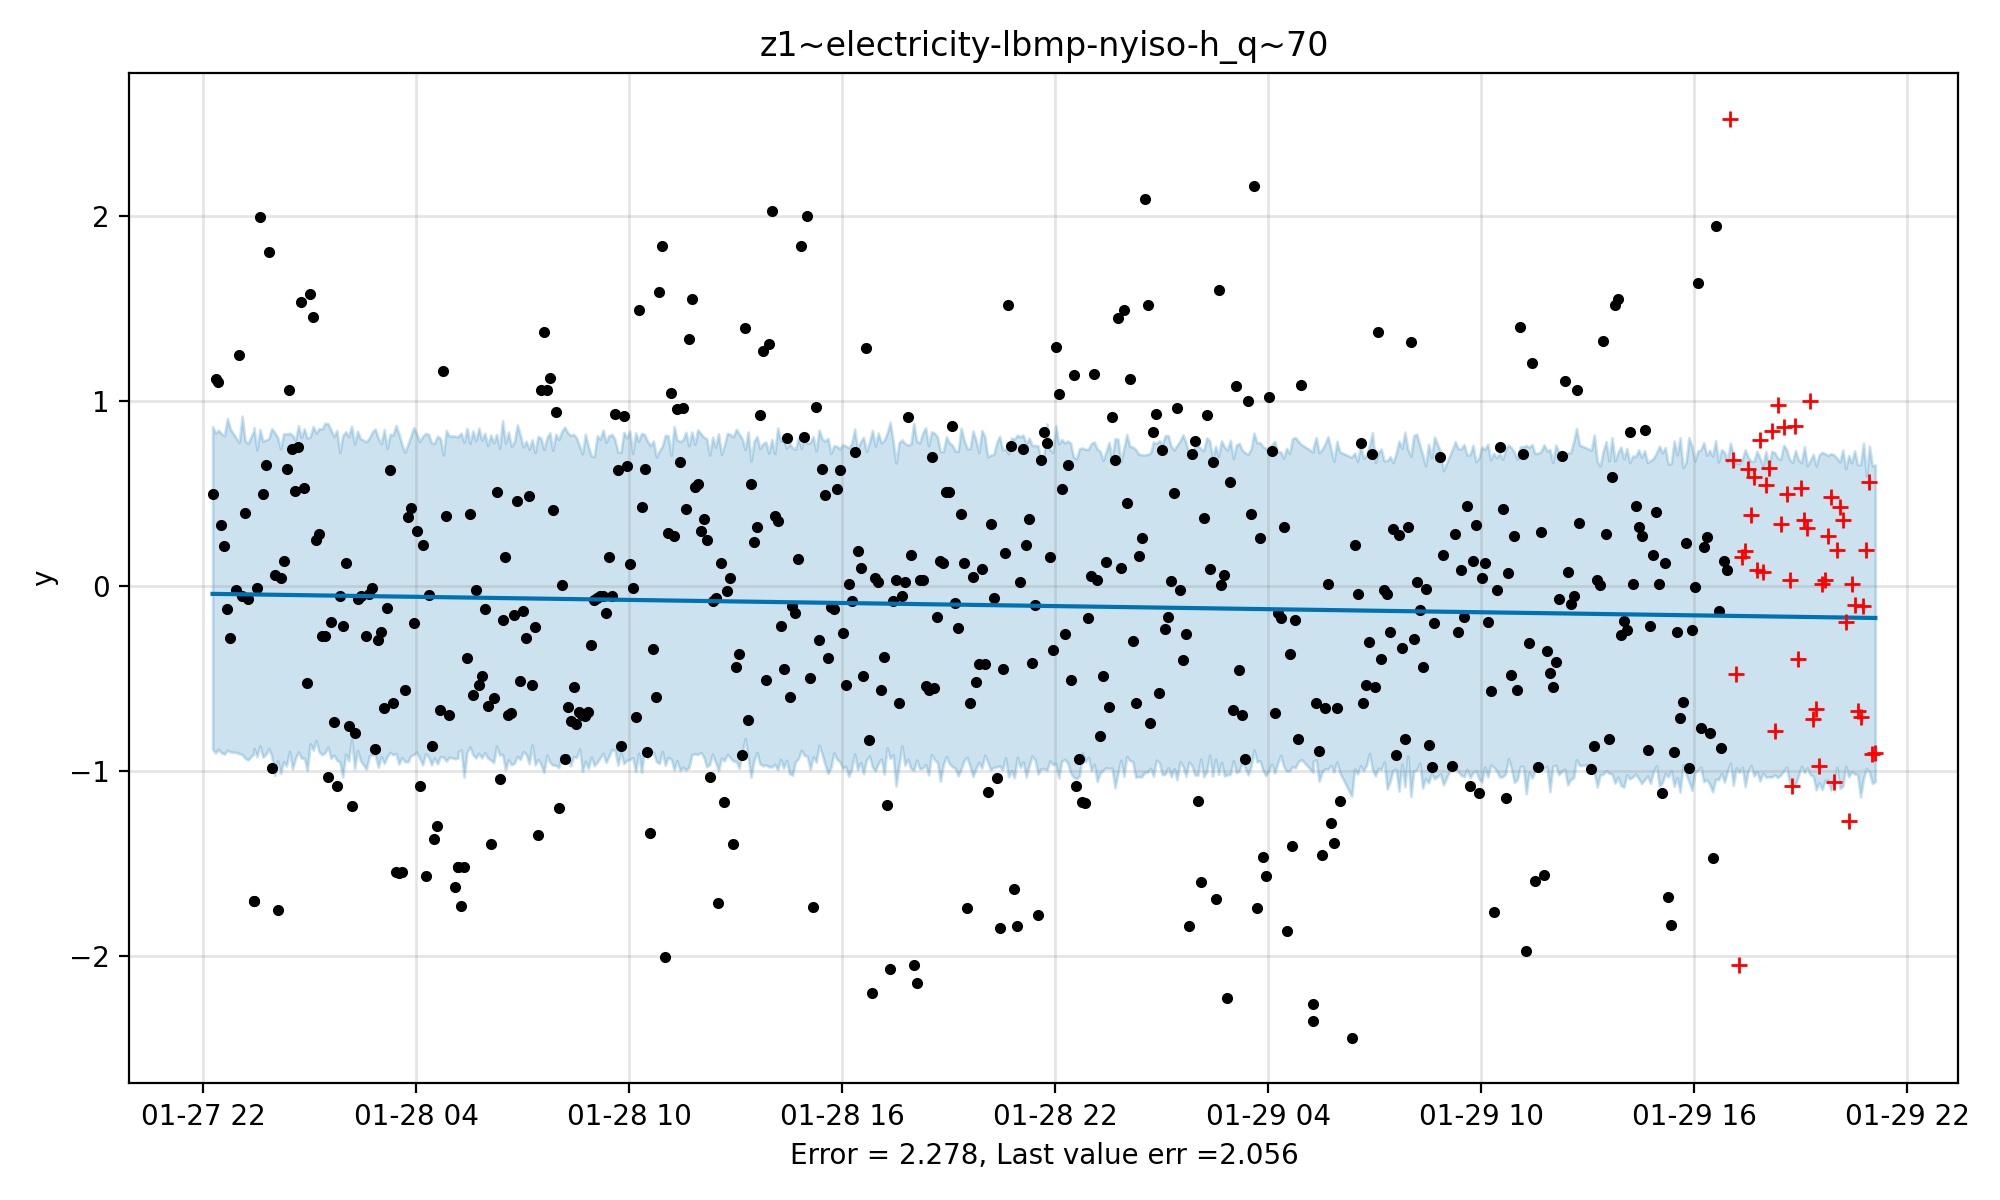 z1~electricity-lbmp-nyiso-h_q~70
y
2
1
0
−1
−2
01-27 22 01-28 04 01-28 10 01-28 16 01-28 22 01-29 04 01-29 10 01-29 16 01-29 22
Error = 2.278, Last value err =2.056